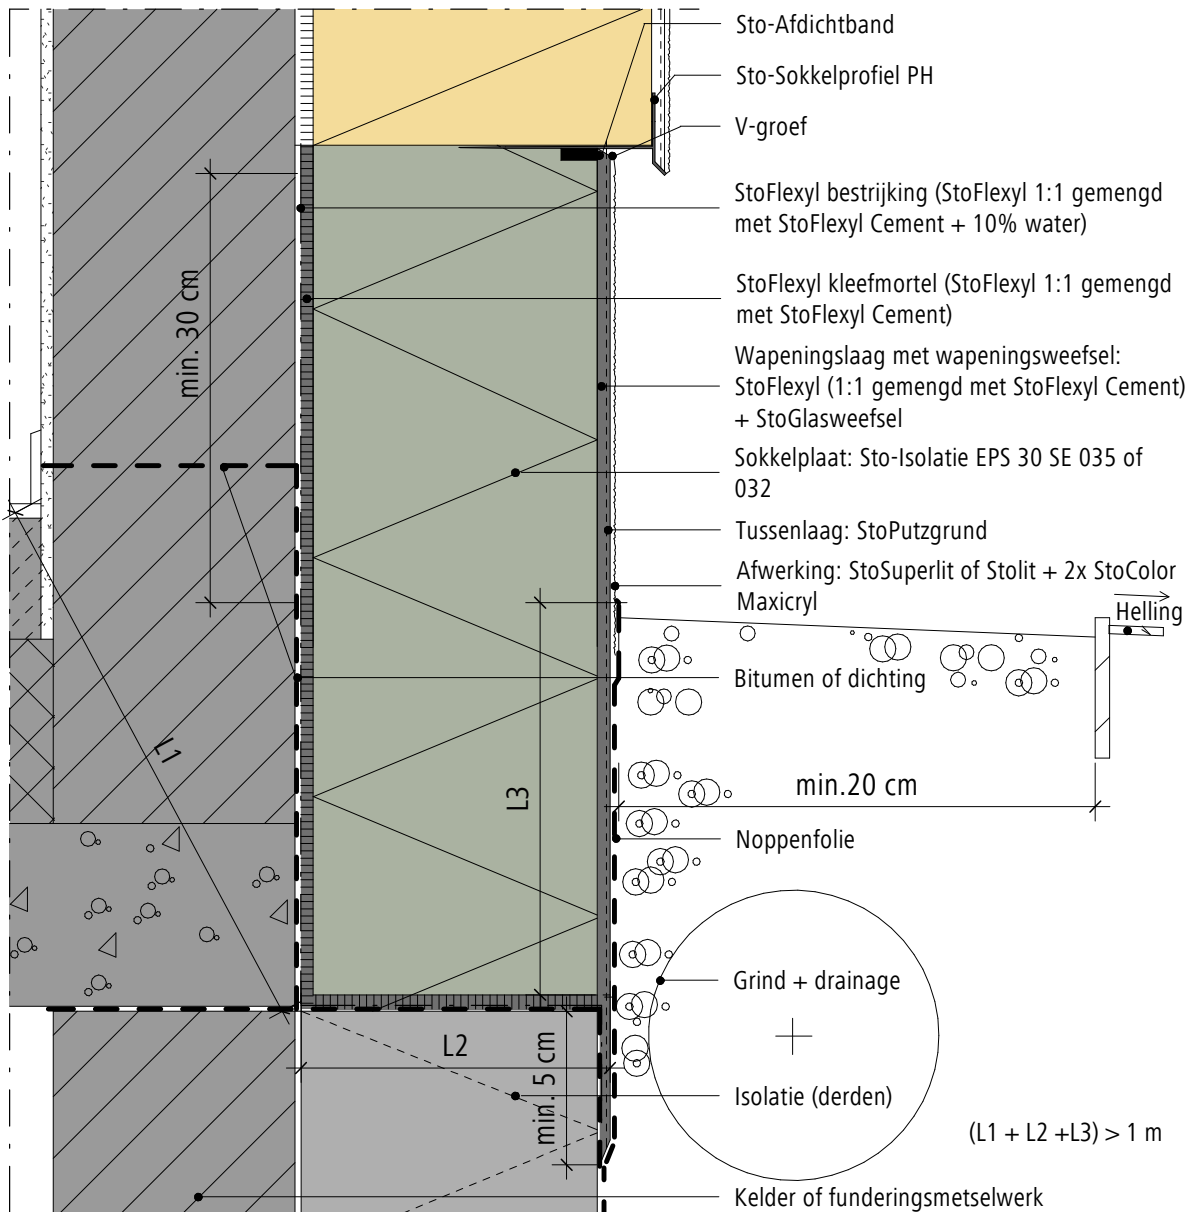 Sto-Afdichtband
Sto-Sokkelprofiel PH
V-groef
StoFlexyl bestrijking (StoFlexyl 1:1 gemengd
met StoFlexyl Cement + 10% water)
min. 30 cm
StoFlexyl kleefmortel (StoFlexyl 1:1 gemengd
met StoFlexyl Cement)
Wapeningslaag met wapeningsweefsel:
StoFlexyl (1:1 gemengd met StoFlexyl Cement)
+ StoGlasweefsel
Sokkelplaat: Sto-Isolatie EPS 30 SE 035 of
032
Tussenlaag: StoPutzgrund
Afwerking: StoSuperlit of Stolit + 2x StoColor
Maxicryl
Helling
Bitumen of dichting
L1
L3
min.20 cm
Noppenfolie
Grind + drainage
L2
min. 5 cm
Isolatie (derden)
(L1 + L2 +L3) > 1 m
Kelder of funderingsmetselwerk